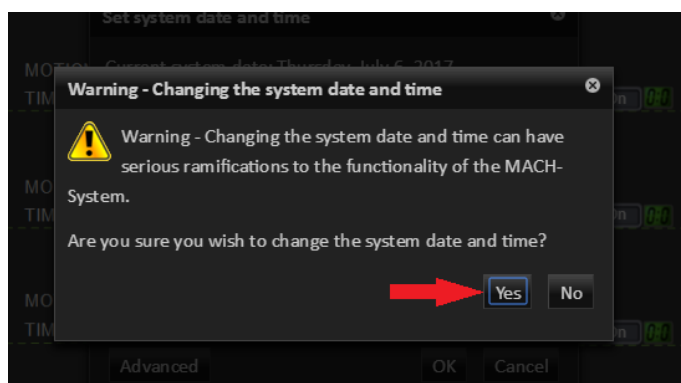 Set system date and time
Current system date: Thursday, July 6, 2017
Warning - Changing the system date and time
Warning - Changing the system date and time can have
serious ramifications to the functionality of the MACH-
System.
Are you sure you wish to change the system date and time?
Yes No
Advanced OK Cancel